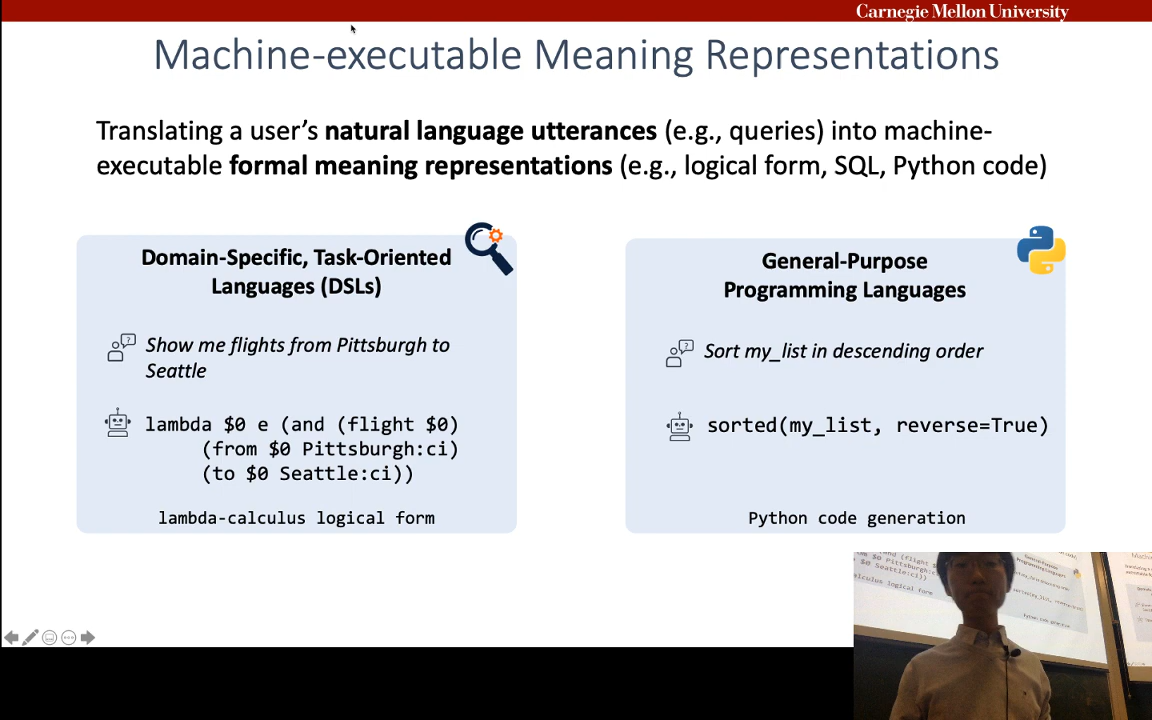 Carnegie Mellon University
Machine-executable Meaning Representations
Translating a user's natural language utterances (e.g., queries) into machine-
executable formal meaning representations (e.g., logical form, SQL, Python code)
Domain-Specific, Task-Oriented
Languages (DSLs)
Show me flights from Pittsburgh to
Seattle
lambda $0 e (and (flight $0)
(from $0 Pittsburgh:ci)
(to $0 Seattle:ci))
lambda-calculus logical form
General-Purpose
Programming Languages
Sort my_list in descending order
sorted(my_list, reverse=True)
Python code generation